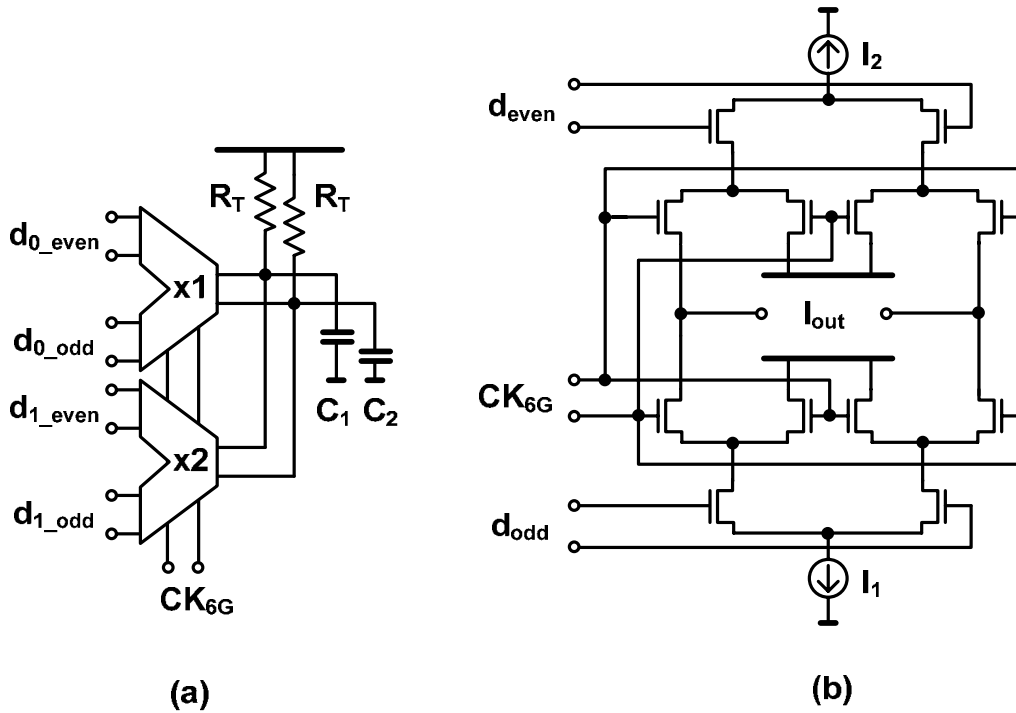 R_T
R_T
d_0_even
x1
d_0_odd
d_1_even
C_1
C_2
x2
d_1_odd
CK_6G
(a)
I_2
d_even
I_out
CK_6G
d_odd
I_1
(b)